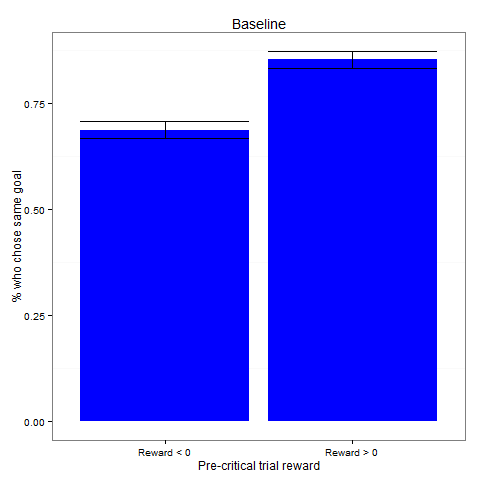 Baseline
% who chose same goal
0.75
0.50
0.25
0.00
Reward < 0
Reward > 0
Pre-critical trial reward